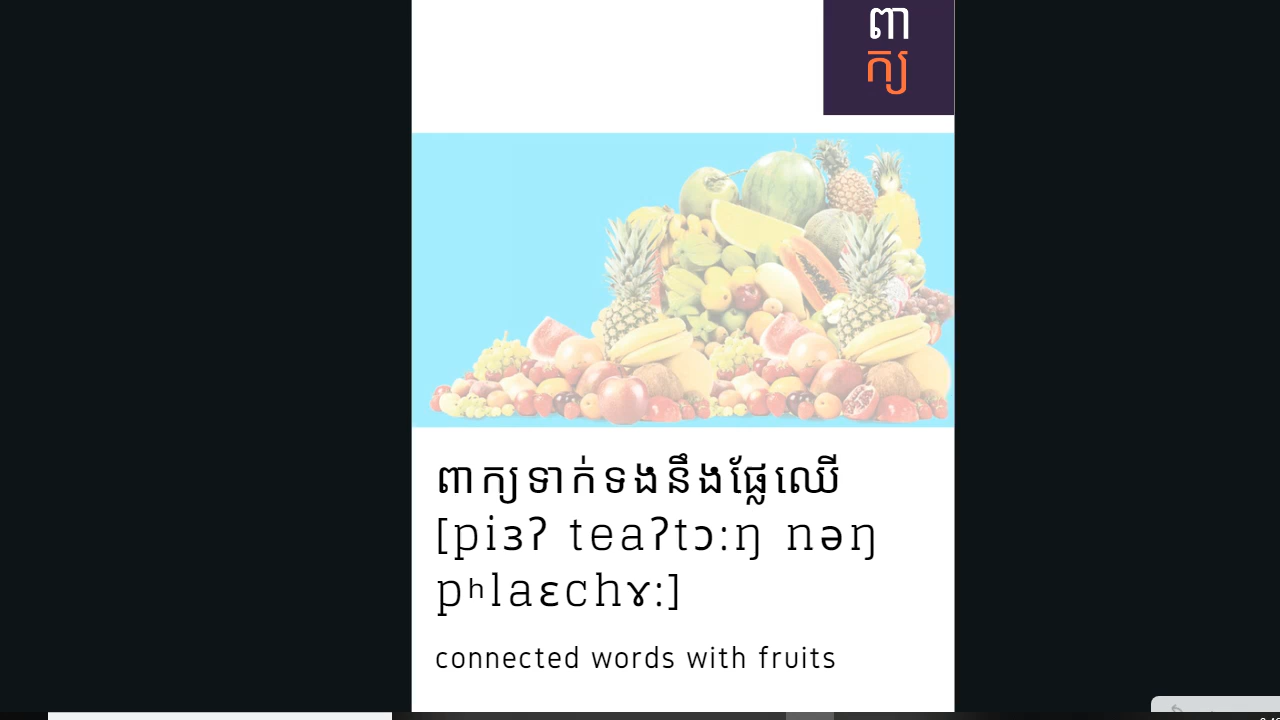 ពា
ក្យ
ពាក្យទាក់ទងនឹងផ្លែឈើ
[piɜʔ teaʔtɔːŋ nəŋ
pʰlaɛchɤː]
connected words with fruits